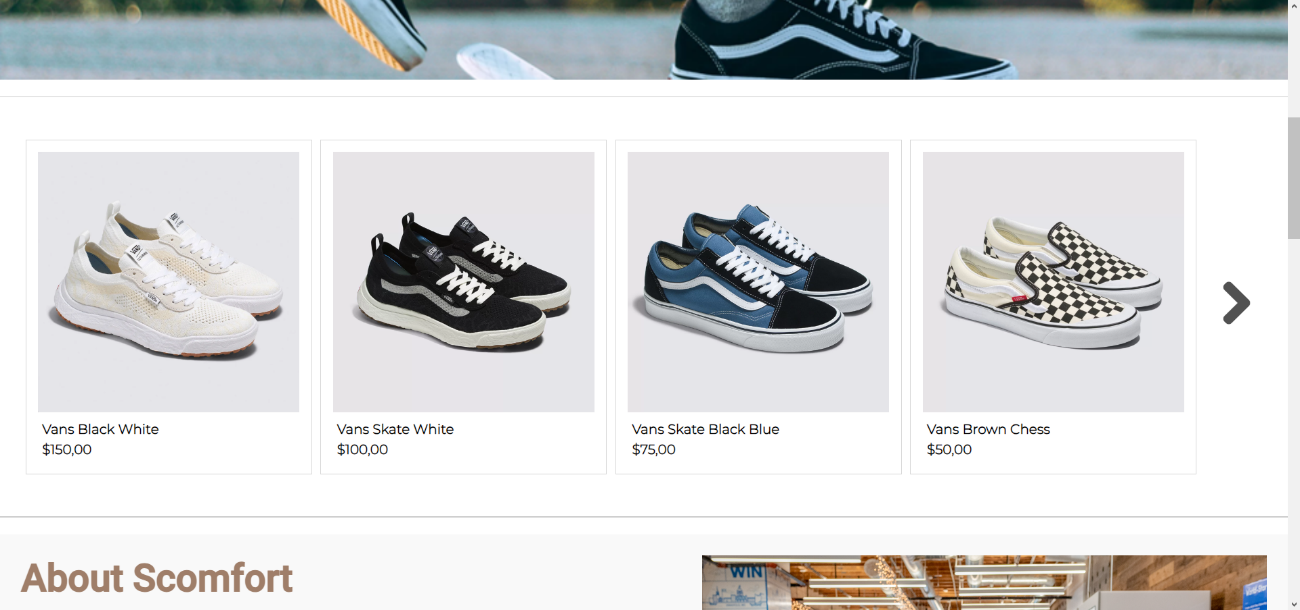 Vans Black White
$150,00
Vans Skate White
$100,00
Vans Skate Black Blue
$75,00
Vans Brown Chess
$50,00
About Scomfort
WIN